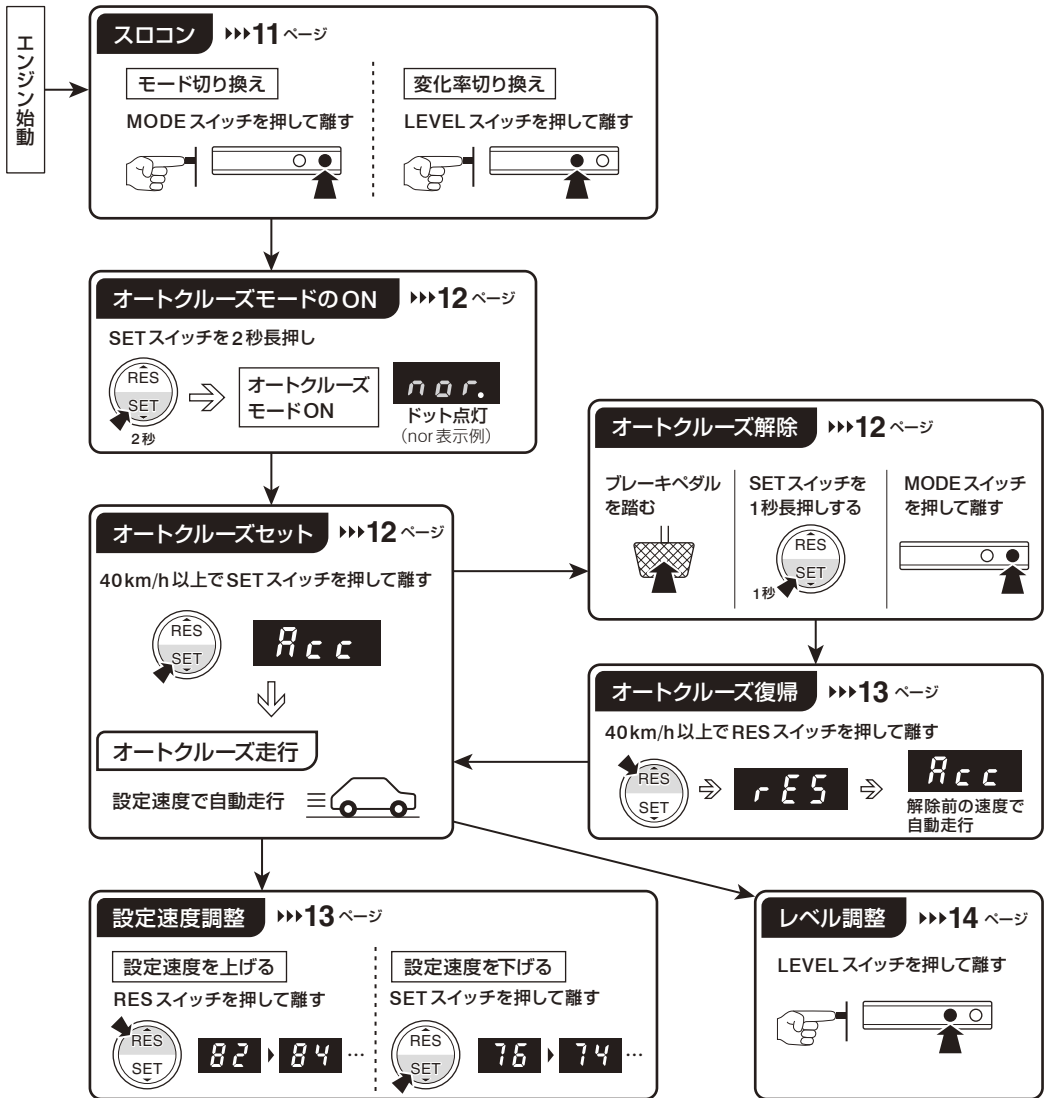 エンジン始動
スロコン 11ページ
モード切り換え
MODEスイッチを押して離す
変化率切り換え
LEVELスイッチを押して離す
オートクルーズモードのON 12ページ
SETスイッチを2秒長押し
RES
SET
2秒
オートクルーズ
モードON
nor.
ドット点灯
(nor表示例)
オートクルーズセット 12ページ
40km/h以上でSETスイッチを押して離す
RES
SET
Acc
オートクルーズ走行
設定速度で自動走行
オートクルーズ解除 12ページ
ブレーキペダル
を踏む
SETスイッチを
1秒長押しする
RES
SET
1秒
MODEスイッチ
を押して離す
オートクルーズ復帰 13ページ
40km/h以上でRESスイッチを押して離す
RES
SET
rES
Acc
解除前の速度で
自動走行
設定速度調整 13ページ
設定速度を上げる
RESスイッチを押して離す
RES
SET
82 84 …
設定速度を下げる
SETスイッチを押して離す
RES
SET
76 74 …
レベル調整 14ページ
LEVELスイッチを押して離す